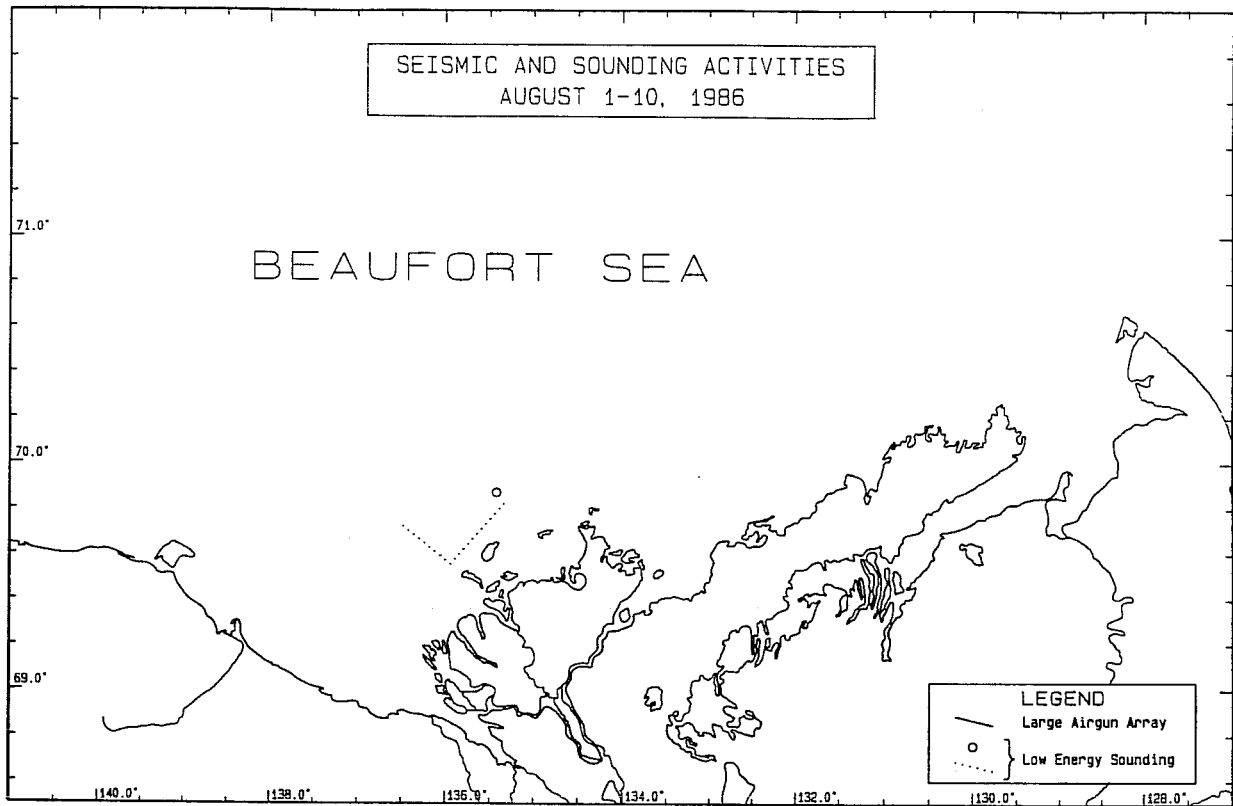 SEISMIC AND SOUNDING ACTIVITIES
AUGUST 1-10, 1986
71.0°
BEAUFORT SEA
70.0°
69.0°
LEGEND
Large Airgun Array
Low Energy Sounding
140.0° 138.0° 136.0° 134.0° 132.0° 130.0° 128.0°